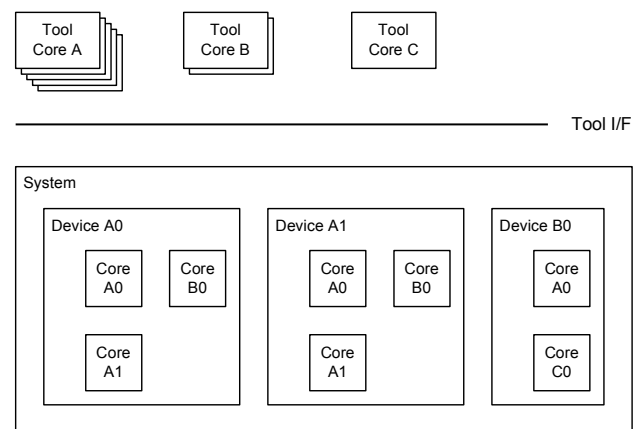 Tool
Core A
Tool
Core B
Tool
Core C
Tool I/F
System
Device A0
Core
A0
Core
B0
Core
A1
Device A1
Core
A0
Core
B0
Core
A1
Device B0
Core
A0
Core
C0